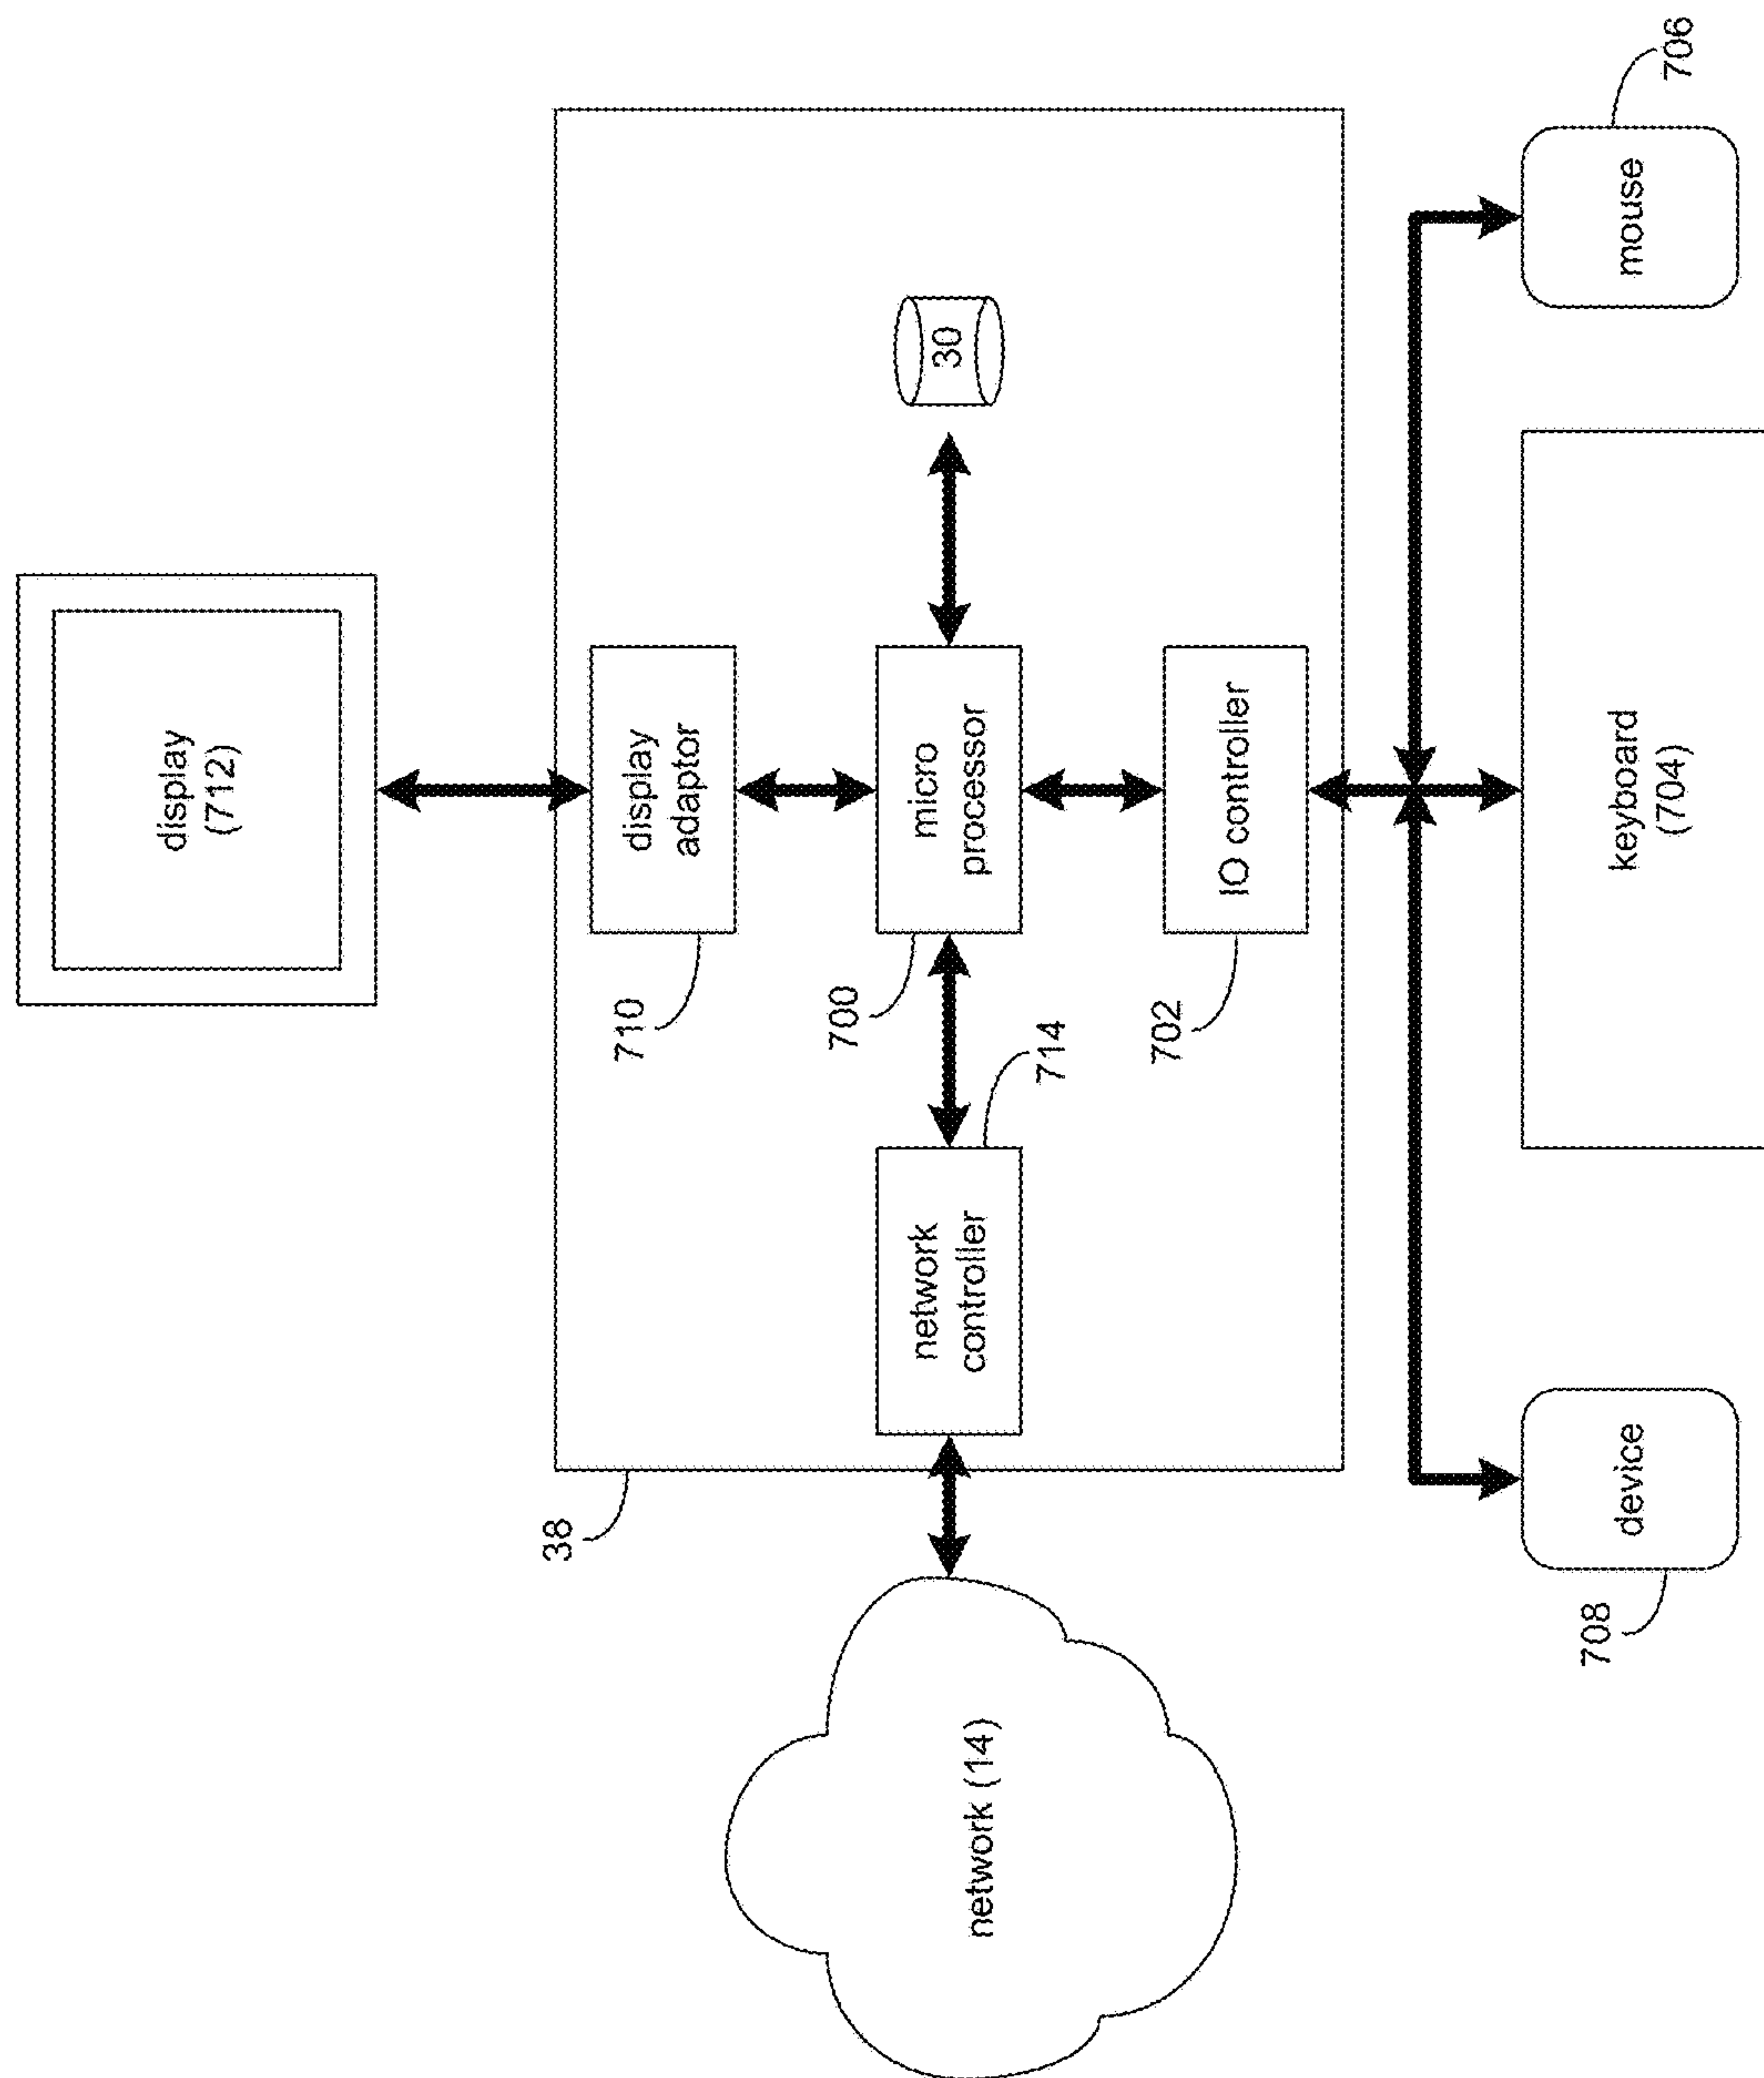 display
(712)
38
710
display
adaptor
network (14)
network
controller
714
700
micro
processor
30
702
IO controller
708
device
keyboard
(704)
mouse
706